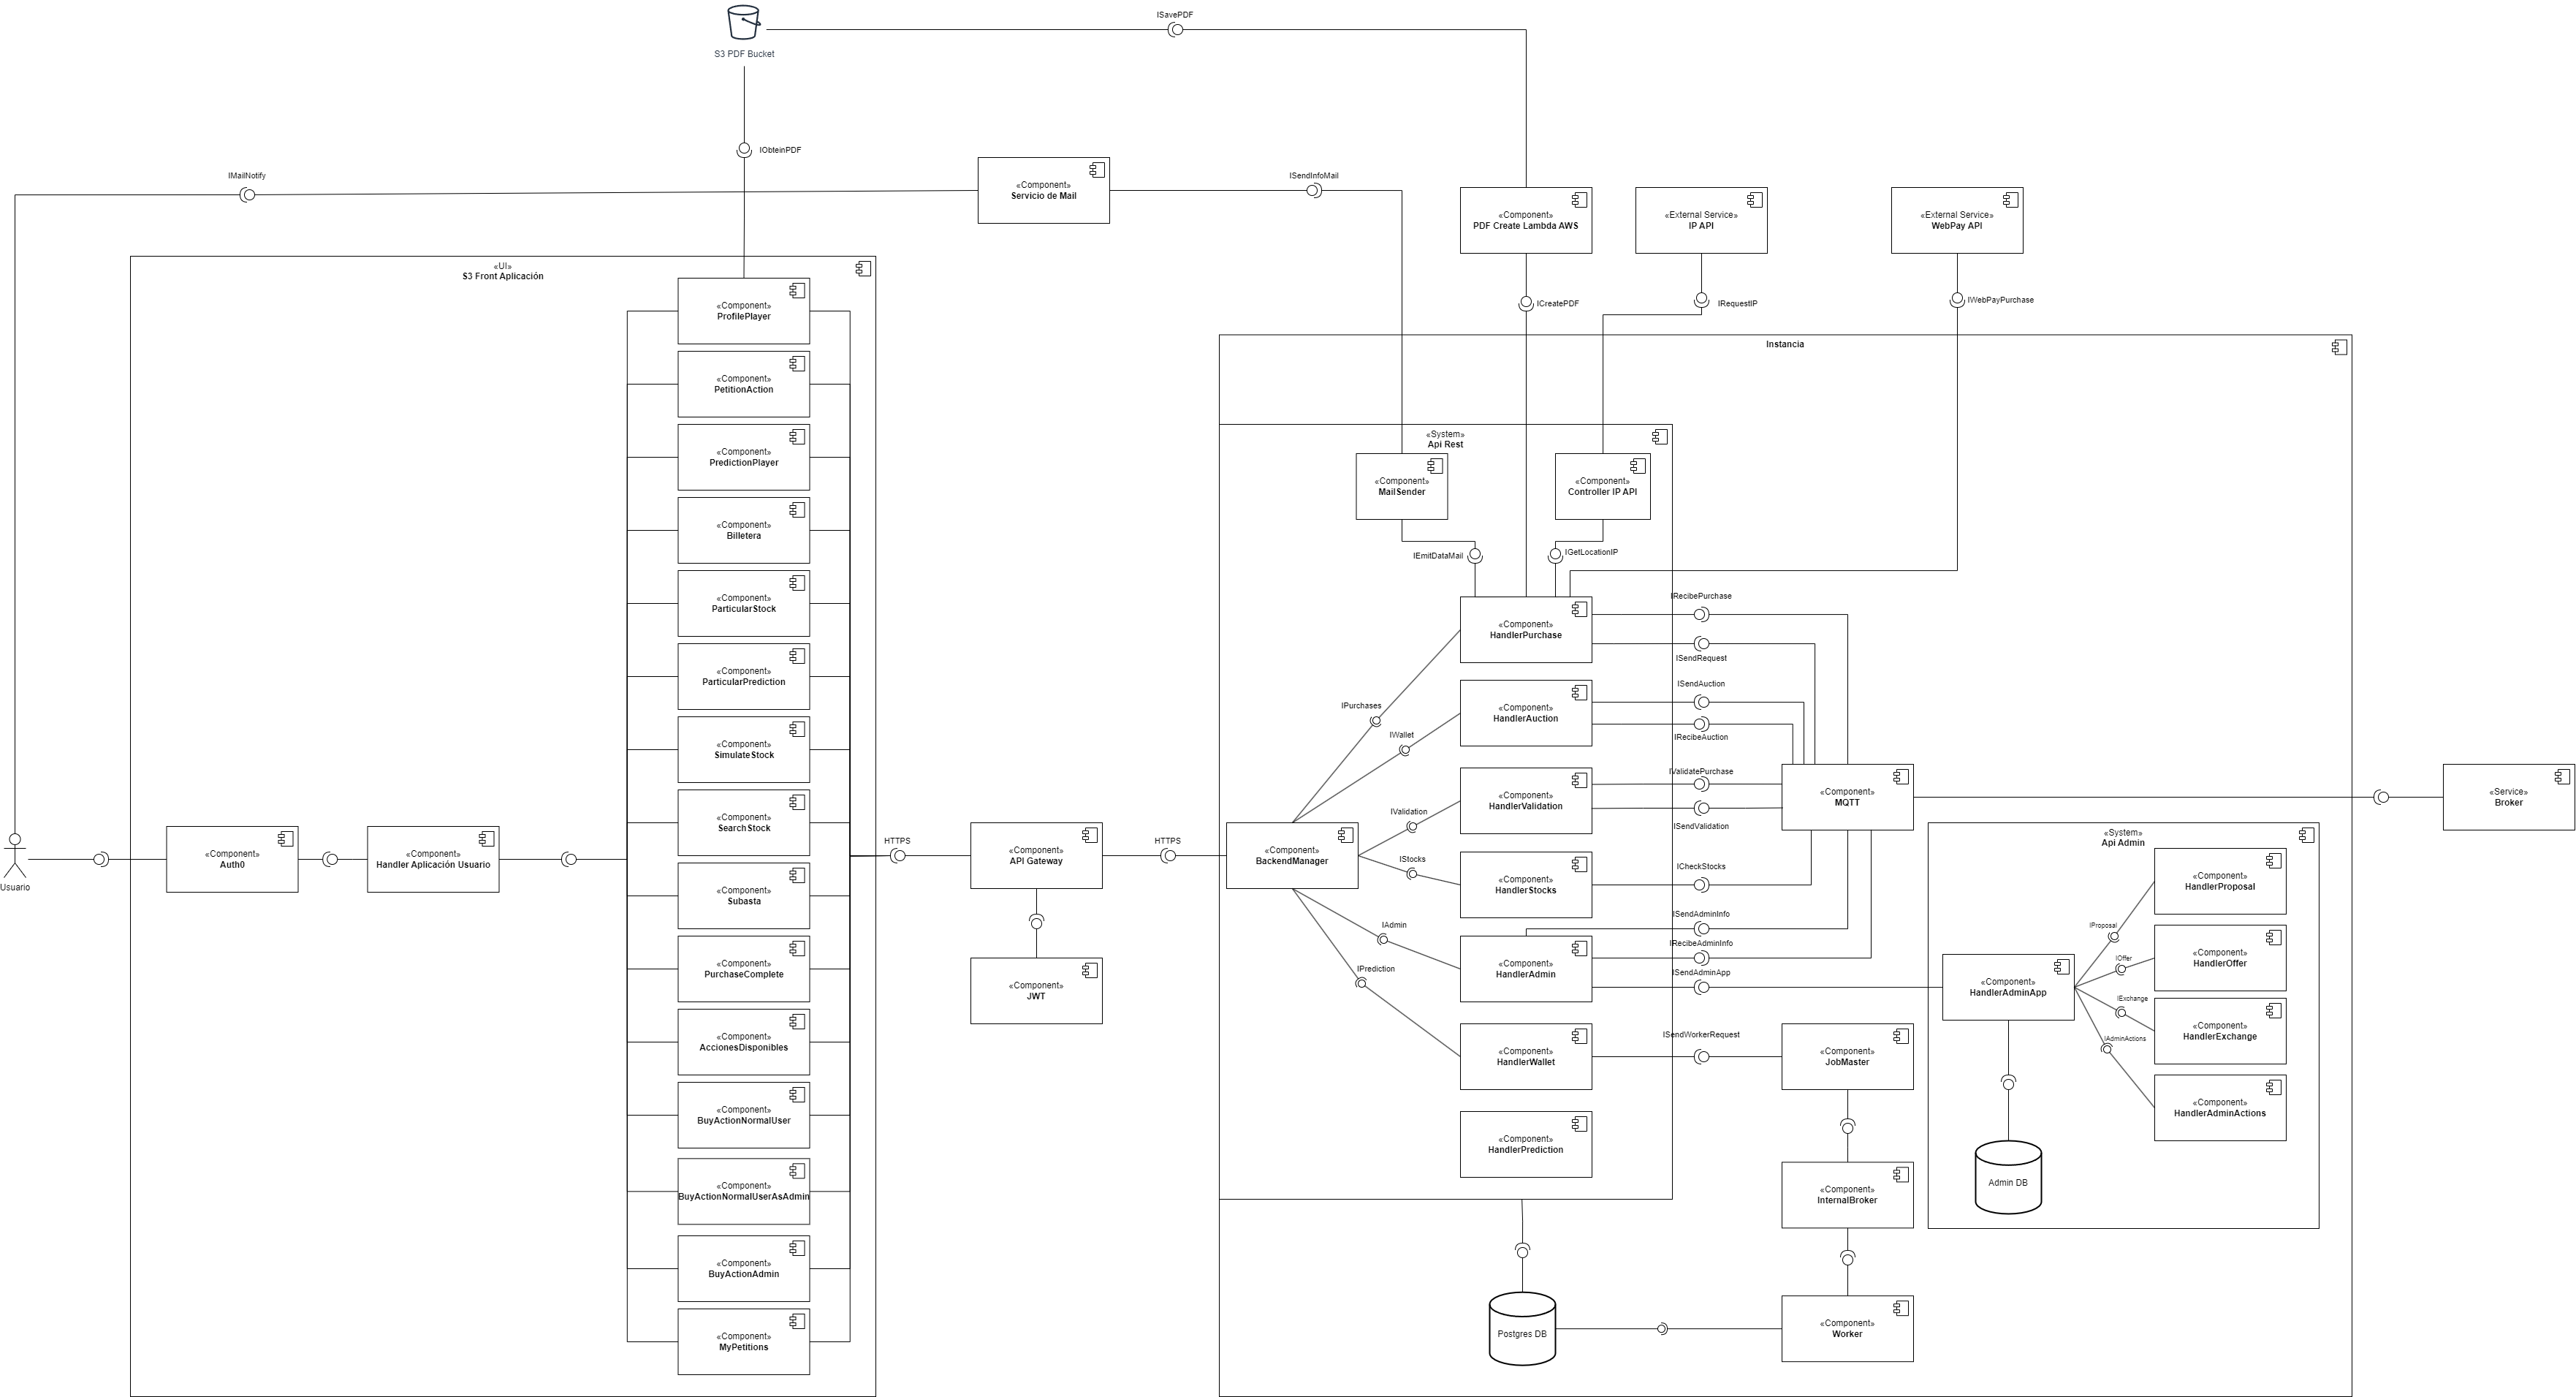 ISavePDF
S3 PDF Bucket
IObteinPDF
IMailNotify
«Component»
Servicio de Mail
ISendInfoMail
«Component»
PDF Create Lambda AWS
«External Service»
IP API
«External Service»
WebPay API
ICreatePDF
IRequestIP
IWebPayPurchase
«UI»
S3 Front Aplicación
«Component»
ProfilePlayer
«Component»
PetitionAction
«Component»
PredictionPlayer
«Component»
Billetera
«Component»
ParticularStock
«Component»
ParticularPrediction
«Component»
SimulateStock
«Component»
SearchStock
«Component»
Subasta
«Component»
PurchaseComplete
«Component»
AccionesDisponibles
«Component»
BuyActionNormalUser
«Component»
BuyActionNormalUserAsAdmin
«Component»
BuyActionAdmin
«Component»
MyPetitions
Usuario
«Component»
Auth0
«Component»
Handler Aplicación Usuario
HTTPS
«Component»
API Gateway
«Component»
JWT
HTTPS
Instancia
«System»
Api Rest
«Component»
MailSender
«Component»
Controller IP API
IEmitDataMail
IGetLocationIP
«Component»
HandlerPurchase
«Component»
HandlerAuction
«Component»
HandlerValidation
«Component»
HandlerStocks
«Component»
HandlerAdmin
«Component»
HandlerWallet
«Component»
HandlerPrediction
«Component»
BackendManager
IPurchases
IWallet
IValidation
IStocks
IAdmin
IPrediction
IRecibePurchase
ISendRequest
ISendAuction
IRecibeAuction
IValidatePurchase
ISendValidation
ICheckStocks
ISendAdminInfo
IRecibeAdminInfo
ISendAdminApp
ISendWorkerRequest
«Component»
MQTT
«Component»
JobMaster
«Component»
InternalBroker
«Component»
Worker
Postgres DB
«System»
Api Admin
«Component»
HandlerAdminApp
IProposal
IOffer
IExchange
IAdminActions
«Component»
HandlerProposal
«Component»
HandlerOffer
«Component»
HandlerExchange
«Component»
HandlerAdminActions
Admin DB
«Service»
Broker